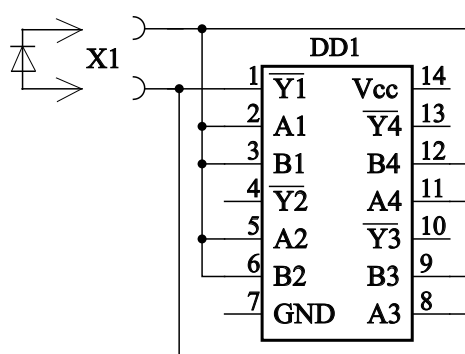 DD1
X1
1 Y1 Vcc 14
2 A1 Y4 13
3 B1 B4 12
4 Y2 A4 11
5 A2 Y3 10
6 B2 B3 9
7 GND A3 8